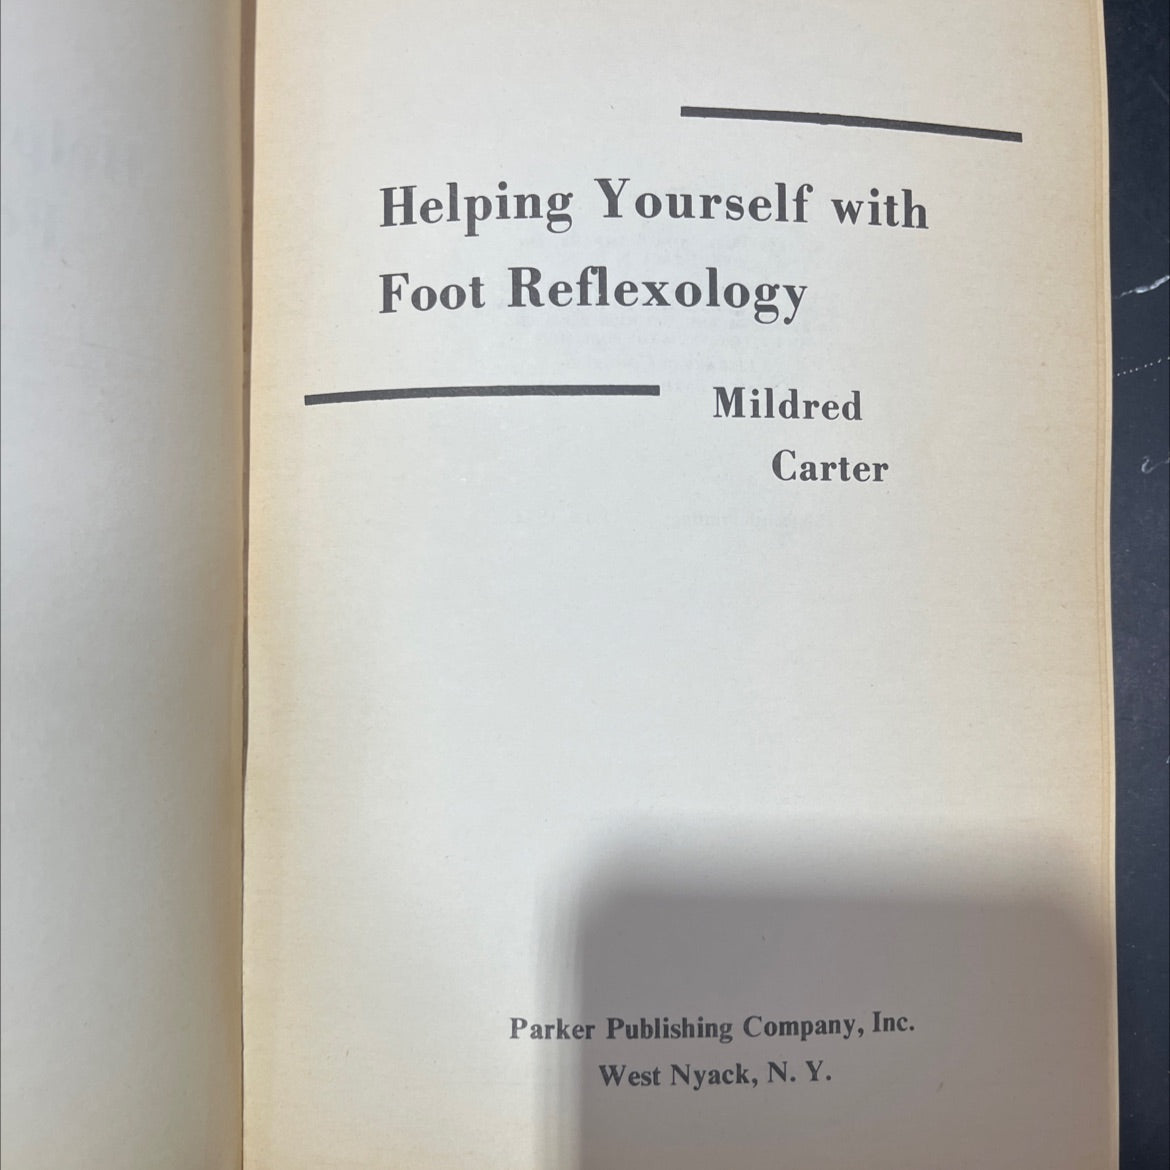 Helping Yourself with
Foot Reflexology
Mildred
Carter
Parker Publishing Company, Inc.
West Nyack, N. Y.